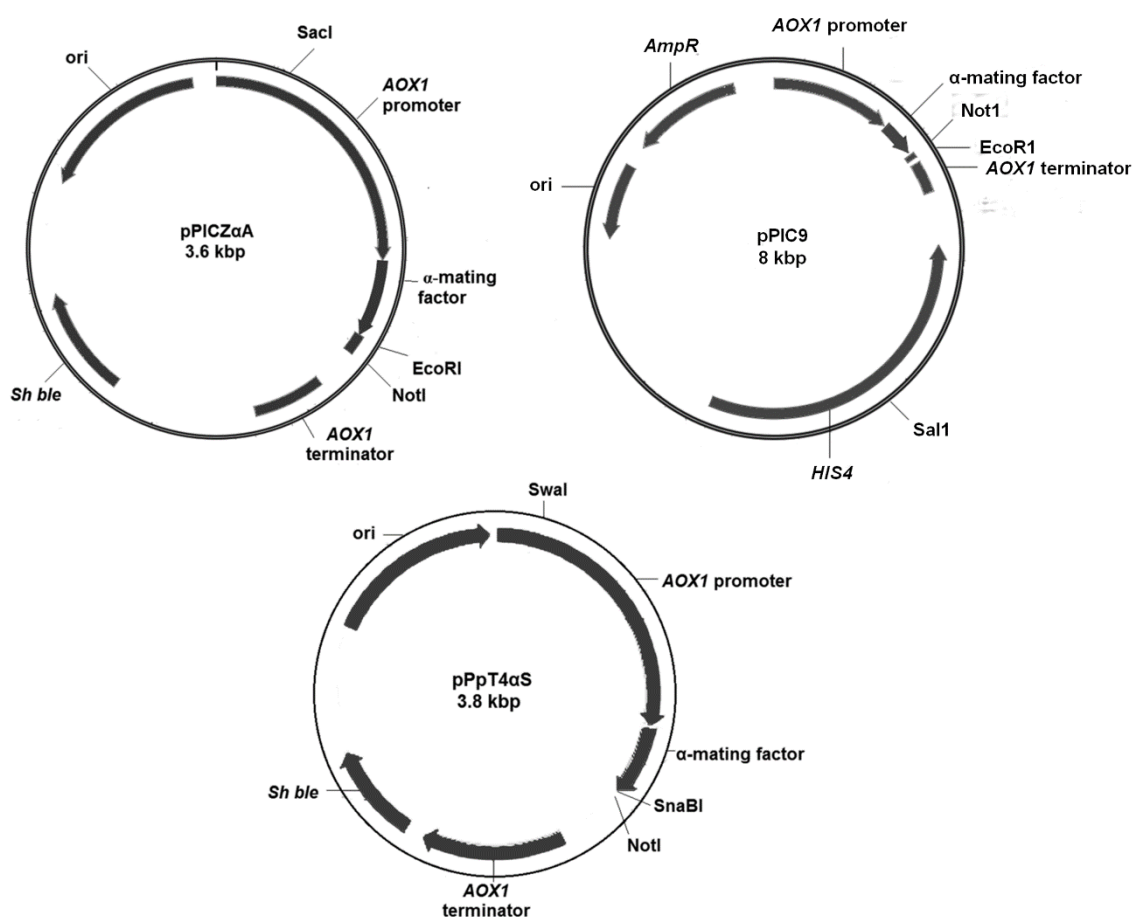 SacI
ori
AOX1
promoter
pPICZαA
3.6 kbp
α-mating
factor
EcoRI
NotI
Sh ble
AOX1
terminator
AOX1 promoter
AmpR
α-mating factor
Not1
EcoR1
AOX1 terminator
ori
pPIC9
8 kbp
Sal1
HIS4
SwaI
ori
AOX1 promoter
pPpT4αS
3.8 kbp
α-mating factor
Sh ble
SnaBI
NotI
AOX1
terminator